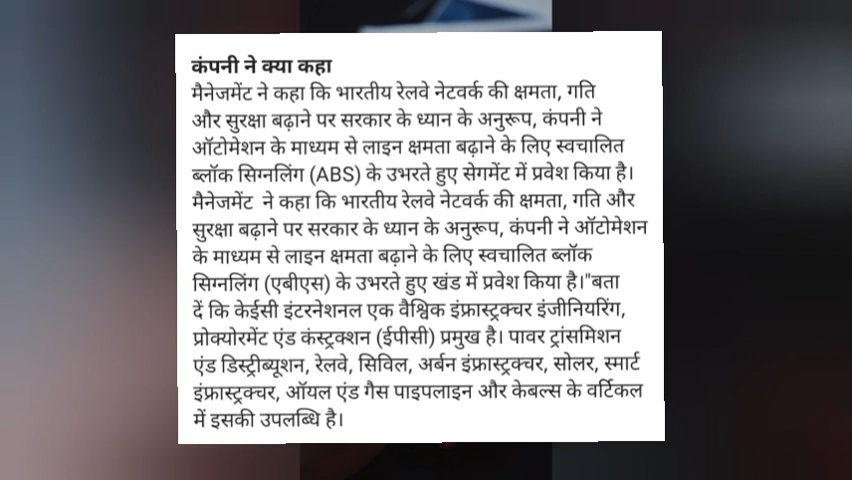 कंपनी ने क्या कहा
मैनेजमेंट ने कहा कि भारतीय रेलवे नेटवर्क की क्षमता, गति
और सुरक्षा बढ़ाने पर सरकार के ध्यान के अनुरूप, कंपनी ने
ऑटोमेशन के माध्यम से लाइन क्षमता बढ़ाने के लिए स्वचालित
ब्लॉक सिग्नलिंग (ABS) के उभरते हुए सेगमेंट में प्रवेश किया है।
मैनेजमेंट ने कहा कि भारतीय रेलवे नेटवर्क की क्षमता, गति और
सुरक्षा बढ़ाने पर सरकार के ध्यान के अनुरूप, कंपनी ने ऑटोमेशन
के माध्यम से लाइन क्षमता बढ़ाने के लिए स्वचालित ब्लॉक
सिग्नलिंग (एबीएस) के उभरते हुए खंड में प्रवेश किया है।"बता
दें कि केईसी इंटरनेशनल एक वैश्विक इंफ्रास्ट्रक्चर इंजीनियरिंग,
प्रोक्योरमेंट एंड कंस्ट्रक्शन (ईपीसी) प्रमुख है। पावर ट्रांसमिशन
एंड डिस्ट्रीब्यूशन, रेलवे, सिविल, अर्बन इंफ्रास्ट्रक्चर, सोलर, स्मार्ट
इंफ्रास्ट्रक्चर, ऑयल एंड गैस पाइपलाइन और केबल्स के वर्टिकल
में इसकी उपलब्धि है।